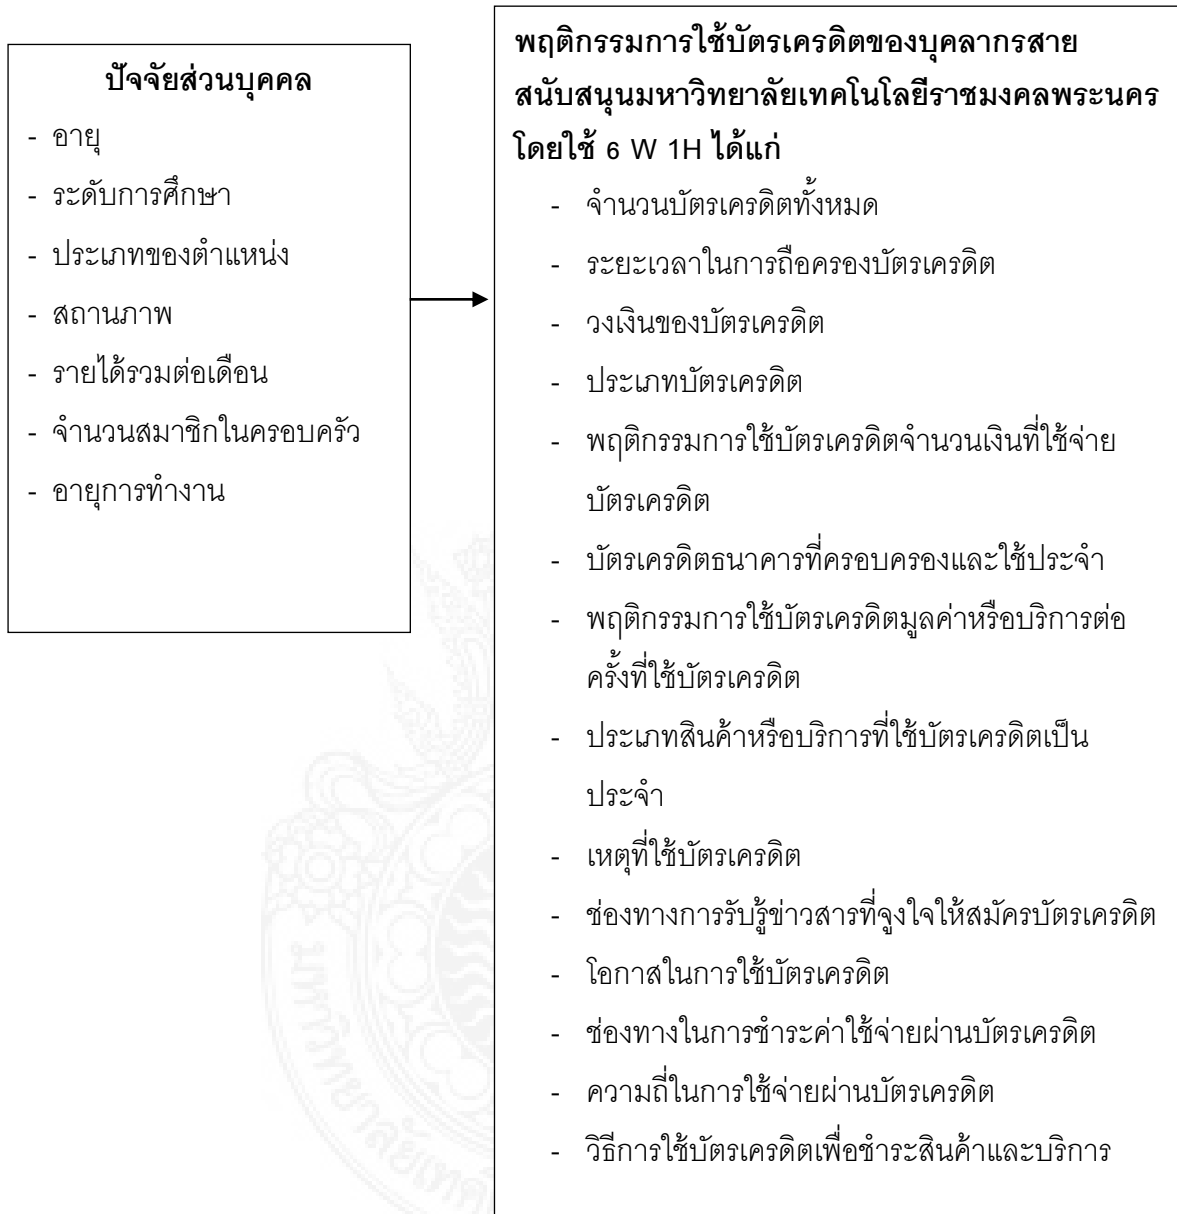 ปัจจัยส่วนบุคคล
- อายุ
- ระดับการศึกษา
- ประเภทของตำแหน่ง
- สถานภาพ
- รายได้รวมต่อเดือน
- จำนวนสมาชิกในครอบครัว
- อายุการทำงาน
พฤติกรรมการใช้บัตรเครดิตของบุคลากรสาย
สนับสนุนมหาวิทยาลัยเทคโนโลยีราชมงคลพระนคร
โดยใช้ 6 W 1H ได้แก่
- จำนวนบัตรเครดิตทั้งหมด
- ระยะเวลาในการถือครองบัตรเครดิต
- วงเงินของบัตรเครดิต
- ประเภทบัตรเครดิต
- พฤติกรรมการใช้บัตรเครดิตจำนวนเงินที่ใช้จ่าย
บัตรเครดิต
- บัตรเครดิตธนาคารที่ครอบครองและใช้ประจำ
- พฤติกรรมการใช้บัตรเครดิตมูลค่าหรือบริการต่อ
ครั้งที่ใช้บัตรเครดิต
- ประเภทสินค้าหรือบริการที่ใช้บัตรเครดิตเป็น
ประจำ
- เหตุที่ใช้บัตรเครดิต
- ช่องทางการรับรู้ข่าวสารที่จูงใจให้สมัครบัตรเครดิต
- โอกาสในการใช้บัตรเครดิต
- ช่องทางในการชำระค่าใช้จ่ายผ่านบัตรเครดิต
- ความถี่ในการใช้จ่ายผ่านบัตรเครดิต
- วิธีการใช้บัตรเครดิตเพื่อชำระสินค้าและบริการ